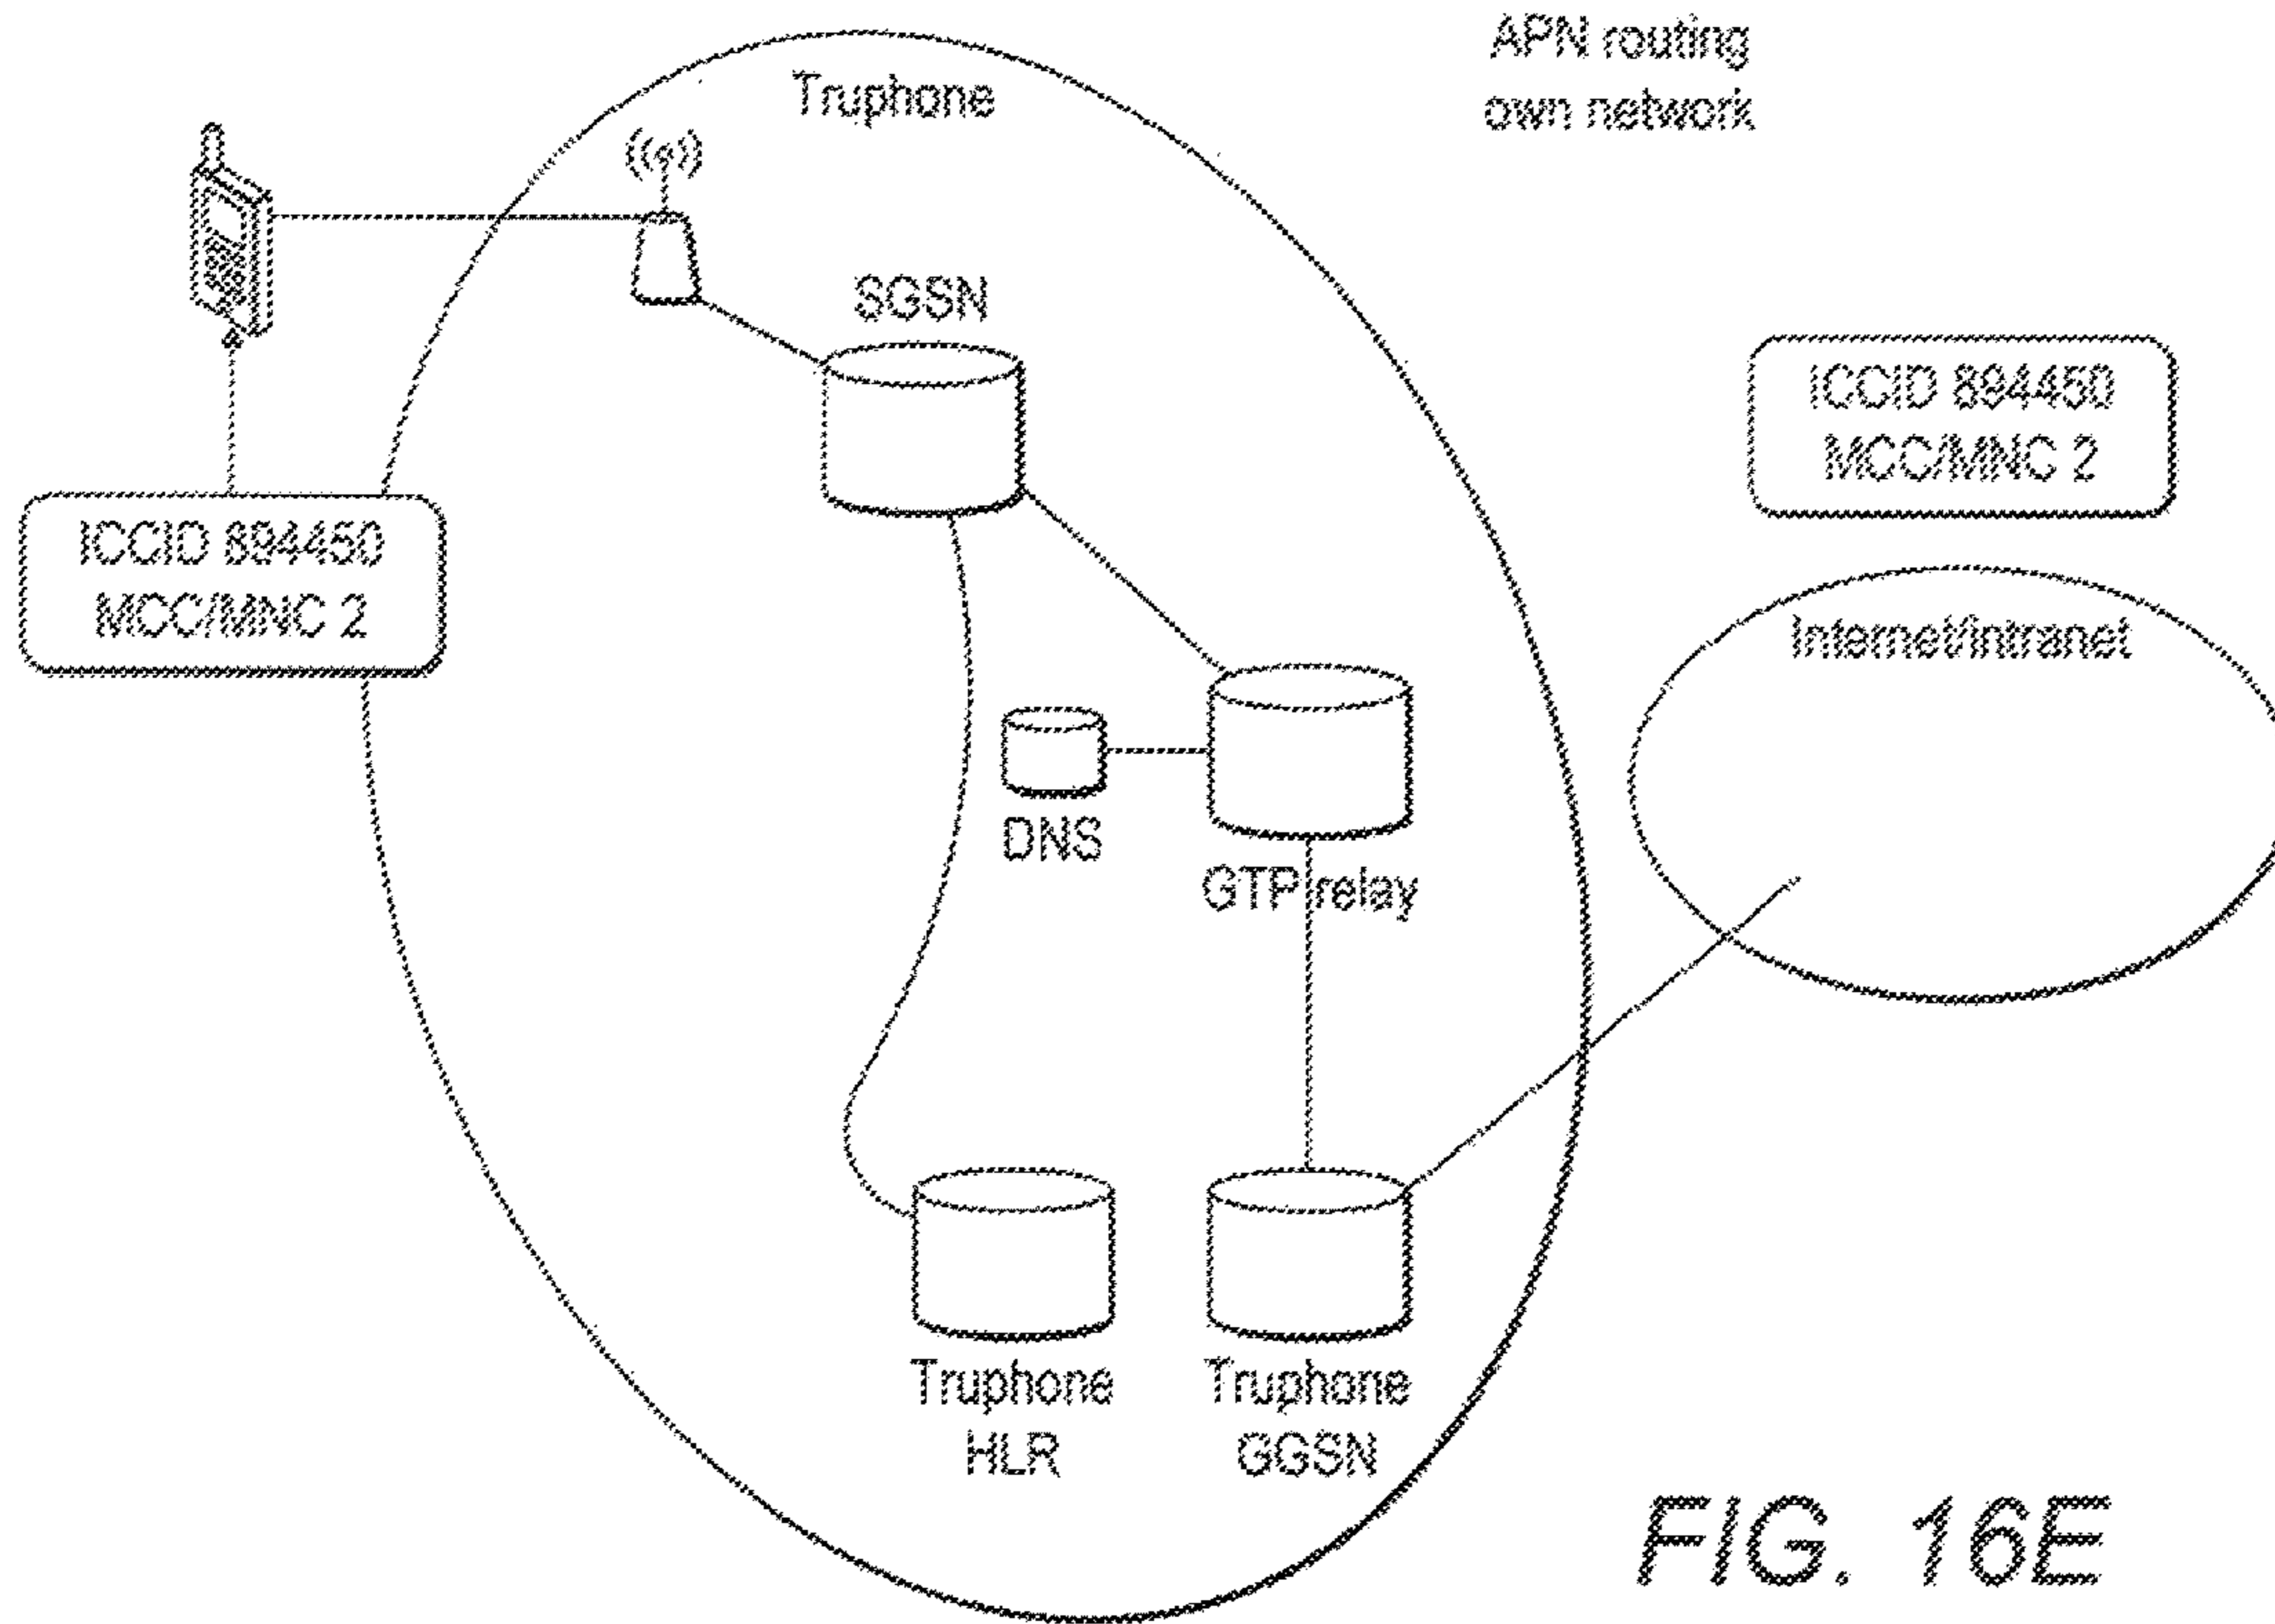 APN routing
own network
Truphone
((•))
SGSN
ICCID 894450
MCC/MNC 2
ICCID 894450
MCC/MNC 2
Internet/intranet
DNS
GTP relay
Truphone
HLR
Truphone
GGSN
FIG. 16E